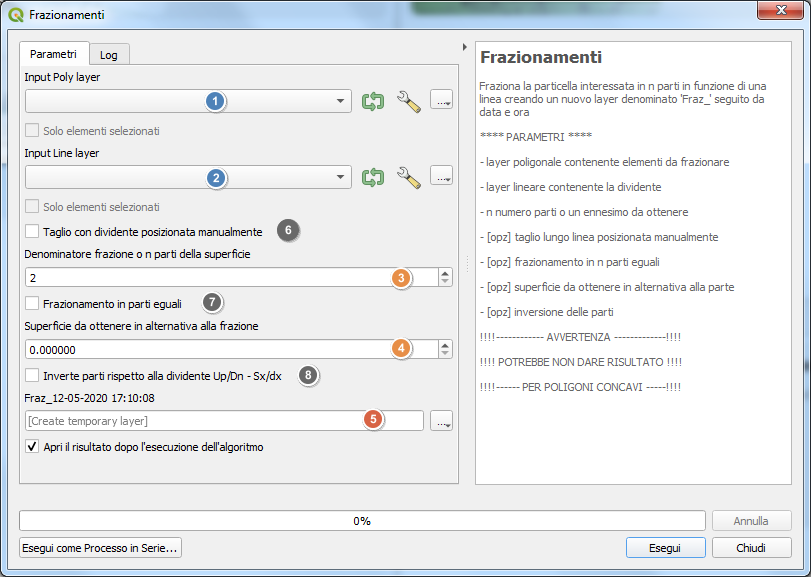 Frazionamenti
Parametri
Log
Input Poly layer
1
...
Solo elementi selezionati
Input Line layer
2
...
Solo elementi selezionati
Taglio con dividente posizionata manualmente
6
Denominatore frazione o n parti della superficie
2
3
Frazionamento in parti eguali
7
Superficie da ottenere in alternativa alla frazione
0.000000
4
Inverte parti rispetto alla dividente Up/Dn - Sx/dx
8
Fraz_12-05-2020 17:10:08
[Create temporary layer]
5
...
Apri il risultato dopo l'esecuzione dell'algoritmo
Frazionamenti
Fraziona la particella interessata in n parti in funzione di una
linea creando un nuovo layer denominato 'Fraz_' seguito da
data e ora
**** PARAMETRI ****
- layer poligonale contenente elementi da frazionare
- layer lineare contenente la dividente
- n numero parti o un ennesimo da ottenere
- [opz] taglio lungo linea posizionata manualmente
- [opz] frazionamento in n parti eguali
- [opz] superficie da ottenere in alternativa alla parte
- [opz] inversione delle parti
!!!!------------ AVVERTENZA -------------!!!!
!!!! POTREBBE NON DARE RISULTATO !!!!
!!!!------ PER POLIGONI CONCAVI -----!!!!
0%
Annulla
Esegui come Processo in Serie...
Esegui
Chiudi